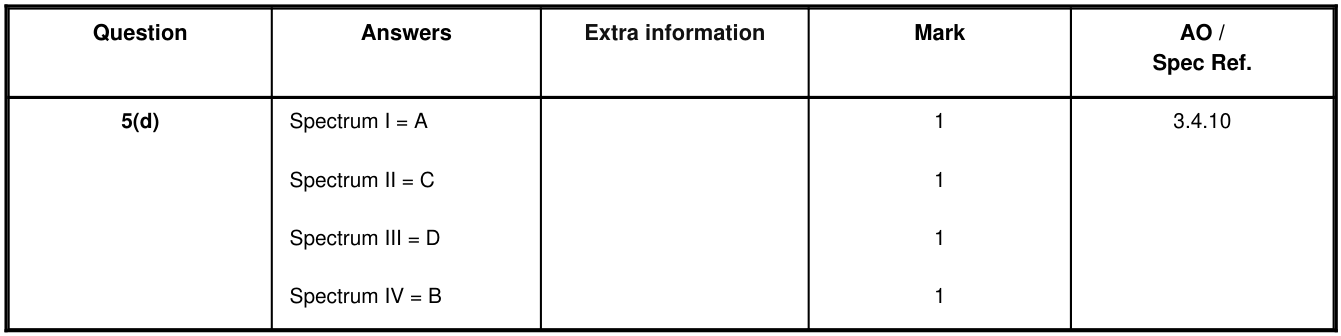 Question Answers Extra information Mark AO /
Spec Ref.
5(d) Spectrum I = A 1 3.4.10
Spectrum II = C 1
Spectrum III = D 1
Spectrum IV = B 1